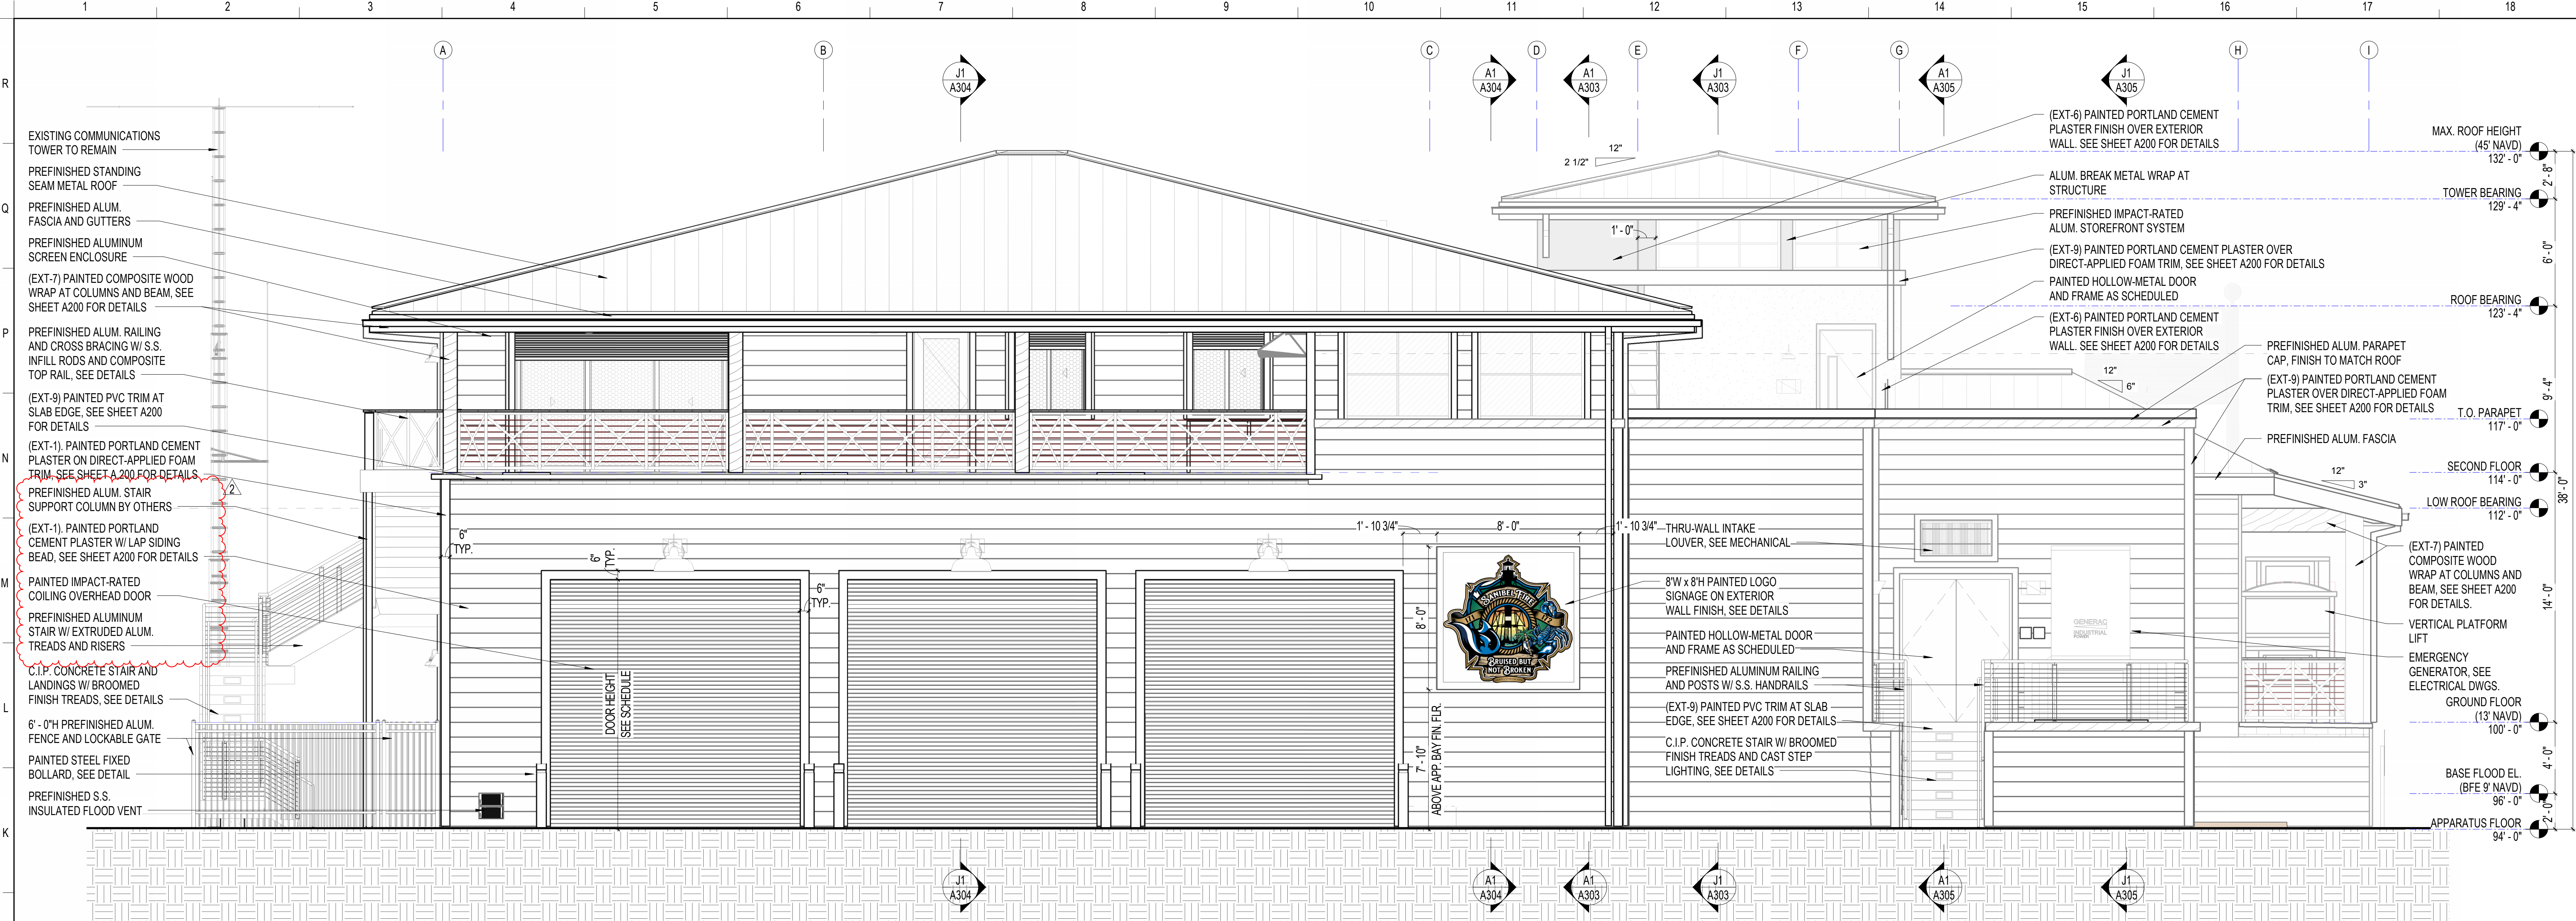 1 2 3 4 5 6 7 8 9 10 11 12 13 14 15 16 17 18
A B C D E F G H I
J1
A304
A1
A304
A1
A303
J1
A303
A1
A305
J1
A305
R
Q
P
N
M
L
K
EXISTING COMMUNICATIONS
TOWER TO REMAIN
PREFINISHED STANDING
SEAM METAL ROOF
PREFINISHED ALUM.
FASCIA AND GUTTERS
PREFINISHED ALUMINUM
SCREEN ENCLOSURE
(EXT-7) PAINTED COMPOSITE WOOD
WRAP AT COLUMNS AND BEAM, SEE
SHEET A200 FOR DETAILS
PREFINISHED ALUM. RAILING
AND CROSS BRACING W/ S.S.
INFILL RODS AND COMPOSITE
TOP RAIL, SEE DETAILS
(EXT-9) PAINTED PVC TRIM AT
SLAB EDGE, SEE SHEET A200
FOR DETAILS
(EXT-1). PAINTED PORTLAND CEMENT
PLASTER ON DIRECT-APPLIED FOAM
TRIM, SEE SHEET A 200 FOR DETAILS
2
PREFINISHED ALUM. STAIR
SUPPORT COLUMN BY OTHERS
(EXT-1). PAINTED PORTLAND
CEMENT PLASTER W/ LAP SIDING
BEAD, SEE SHEET A200 FOR DETAILS
PAINTED IMPACT-RATED
COILING OVERHEAD DOOR
PREFINISHED ALUMINUM
STAIR W/ EXTRUDED ALUM.
TREADS AND RISERS
C.I.P. CONCRETE STAIR AND
LANDINGS W/ BROOMED
FINISH TREADS, SEE DETAILS
6' - 0"H PREFINISHED ALUM.
FENCE AND LOCKABLE GATE
PAINTED STEEL FIXED
BOLLARD, SEE DETAIL
PREFINISHED S.S.
INSULATED FLOOD VENT
6"
TYP.
6"
TYP.
6"
TYP.
DOOR HEIGHT
SEE SCHEDULE
1' - 10 3/4"
8' - 0"
1' - 10 3/4"
8' - 0"
7' - 10"
ABOVE APP. BAY FIN. FLR.
SANIBEL FIRE
171 172
BRUISED, BUT
NOT BROKEN
12"
2 1/2"
1' - 0"
THRU-WALL INTAKE
LOUVER, SEE MECHANICAL
8'W x 8'H PAINTED LOGO
SIGNAGE ON EXTERIOR
WALL FINISH, SEE DETAILS
PAINTED HOLLOW-METAL DOOR
AND FRAME AS SCHEDULED
PREFINISHED ALUMINUM RAILING
AND POSTS W/ S.S. HANDRAILS
(EXT-9) PAINTED PVC TRIM AT SLAB
EDGE, SEE SHEET A200 FOR DETAILS
C.I.P. CONCRETE STAIR W/ BROOMED
FINISH TREADS AND CAST STEP
LIGHTING, SEE DETAILS
GENERAC
INDUSTRIAL
POWER
(EXT-6) PAINTED PORTLAND CEMENT
PLASTER FINISH OVER EXTERIOR
WALL. SEE SHEET A200 FOR DETAILS
ALUM. BREAK METAL WRAP AT
STRUCTURE
PREFINISHED IMPACT-RATED
ALUM. STOREFRONT SYSTEM
(EXT-9) PAINTED PORTLAND CEMENT PLASTER OVER
DIRECT-APPLIED FOAM TRIM, SEE SHEET A200 FOR DETAILS
PAINTED HOLLOW-METAL DOOR
AND FRAME AS SCHEDULED
(EXT-6) PAINTED PORTLAND CEMENT
PLASTER FINISH OVER EXTERIOR
WALL. SEE SHEET A200 FOR DETAILS
12"
6"
PREFINISHED ALUM. PARAPET
CAP, FINISH TO MATCH ROOF
(EXT-9) PAINTED PORTLAND CEMENT
PLASTER OVER DIRECT-APPLIED FOAM
TRIM, SEE SHEET A200 FOR DETAILS
PREFINISHED ALUM. FASCIA
12"
3"
(EXT-7) PAINTED
COMPOSITE WOOD
WRAP AT COLUMNS AND
BEAM, SEE SHEET A200
FOR DETAILS.
VERTICAL PLATFORM
LIFT
EMERGENCY
GENERATOR, SEE
ELECTRICAL DWGS.
MAX. ROOF HEIGHT
(45' NAVD)
132' - 0"
TOWER BEARING
129' - 4"
ROOF BEARING
123' - 4"
T.O. PARAPET
117' - 0"
SECOND FLOOR
114' - 0"
LOW ROOF BEARING
112' - 0"
GROUND FLOOR
(13' NAVD)
100' - 0"
BASE FLOOD EL.
(BFE 9' NAVD)
96' - 0"
APPARATUS FLOOR
94' - 0"
2' - 8"
6' - 0"
9' - 4"
14' - 0"
4' - 0"
2' - 0"
38' - 0"
J1
A304
A1
A304
A1
A303
J1
A303
A1
A305
J1
A305